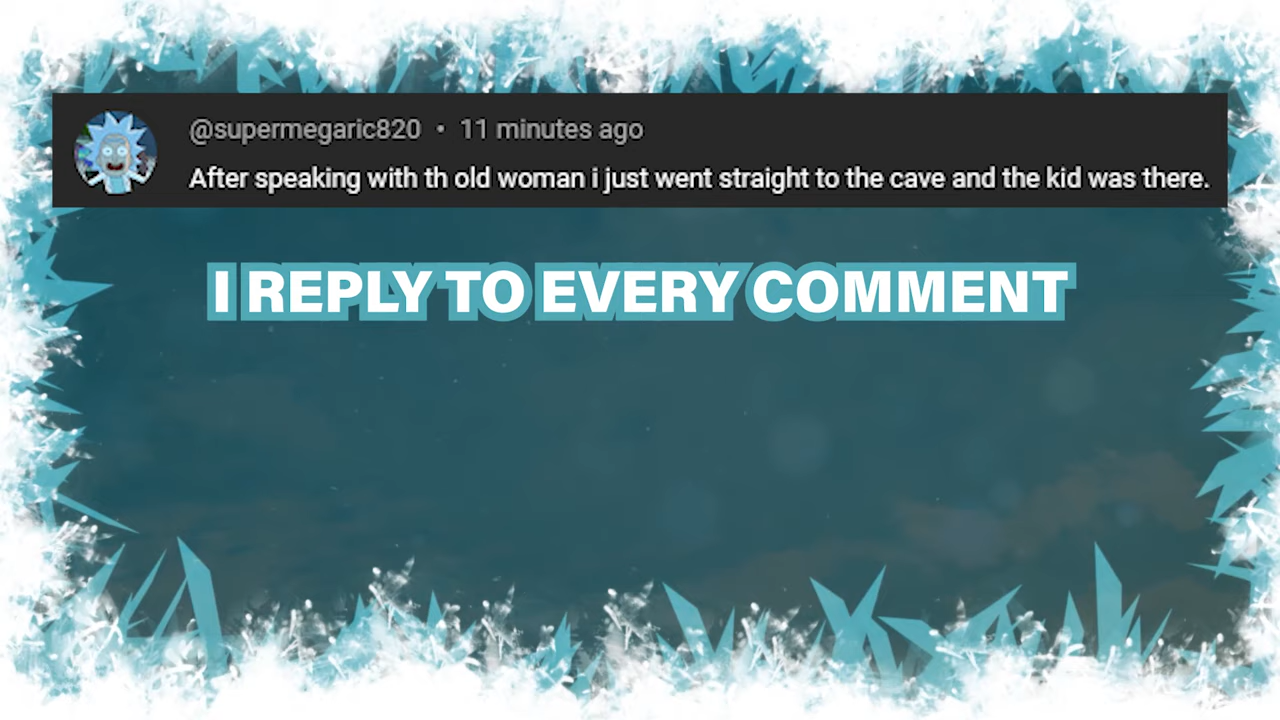 @supermegaric820 • 11 minutes ago
After speaking with th old woman i just went straight to the cave and the kid was there.
I REPLY TO EVERY COMMENT